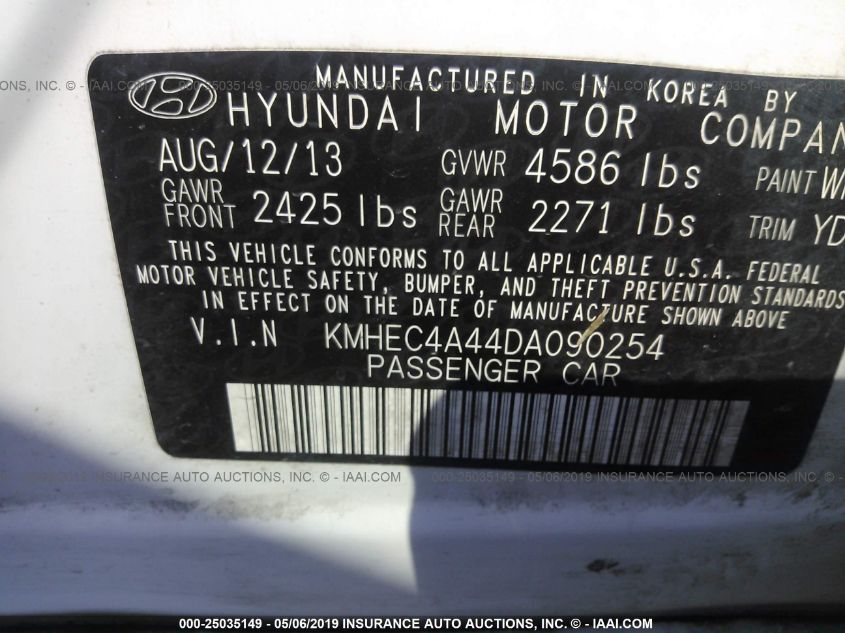 MANUFACTURED IN KOREA BY
HYUNDAI MOTOR COMPAN
AUG/12/13 GVWR 4586 lbs PAINT
GAWR FRONT 2425 lbs GAWR REAR 2271 lbs TRIM YD
THIS VEHICLE CONFORMS TO ALL APPLICABLE U.S.A. FEDERAL
MOTOR VEHICLE SAFETY, BUMPER, AND THEFT PREVENTION STANDARDS
IN EFFECT ON THE DATE OF MANUFACTURE SHOWN ABOVE
V.I.N KMHEC4A44DA090254
PASSENGER CAR
000-25035149 - 05/06/2019 INSURANCE AUTO AUCTIONS, INC. © - IAAI.COM